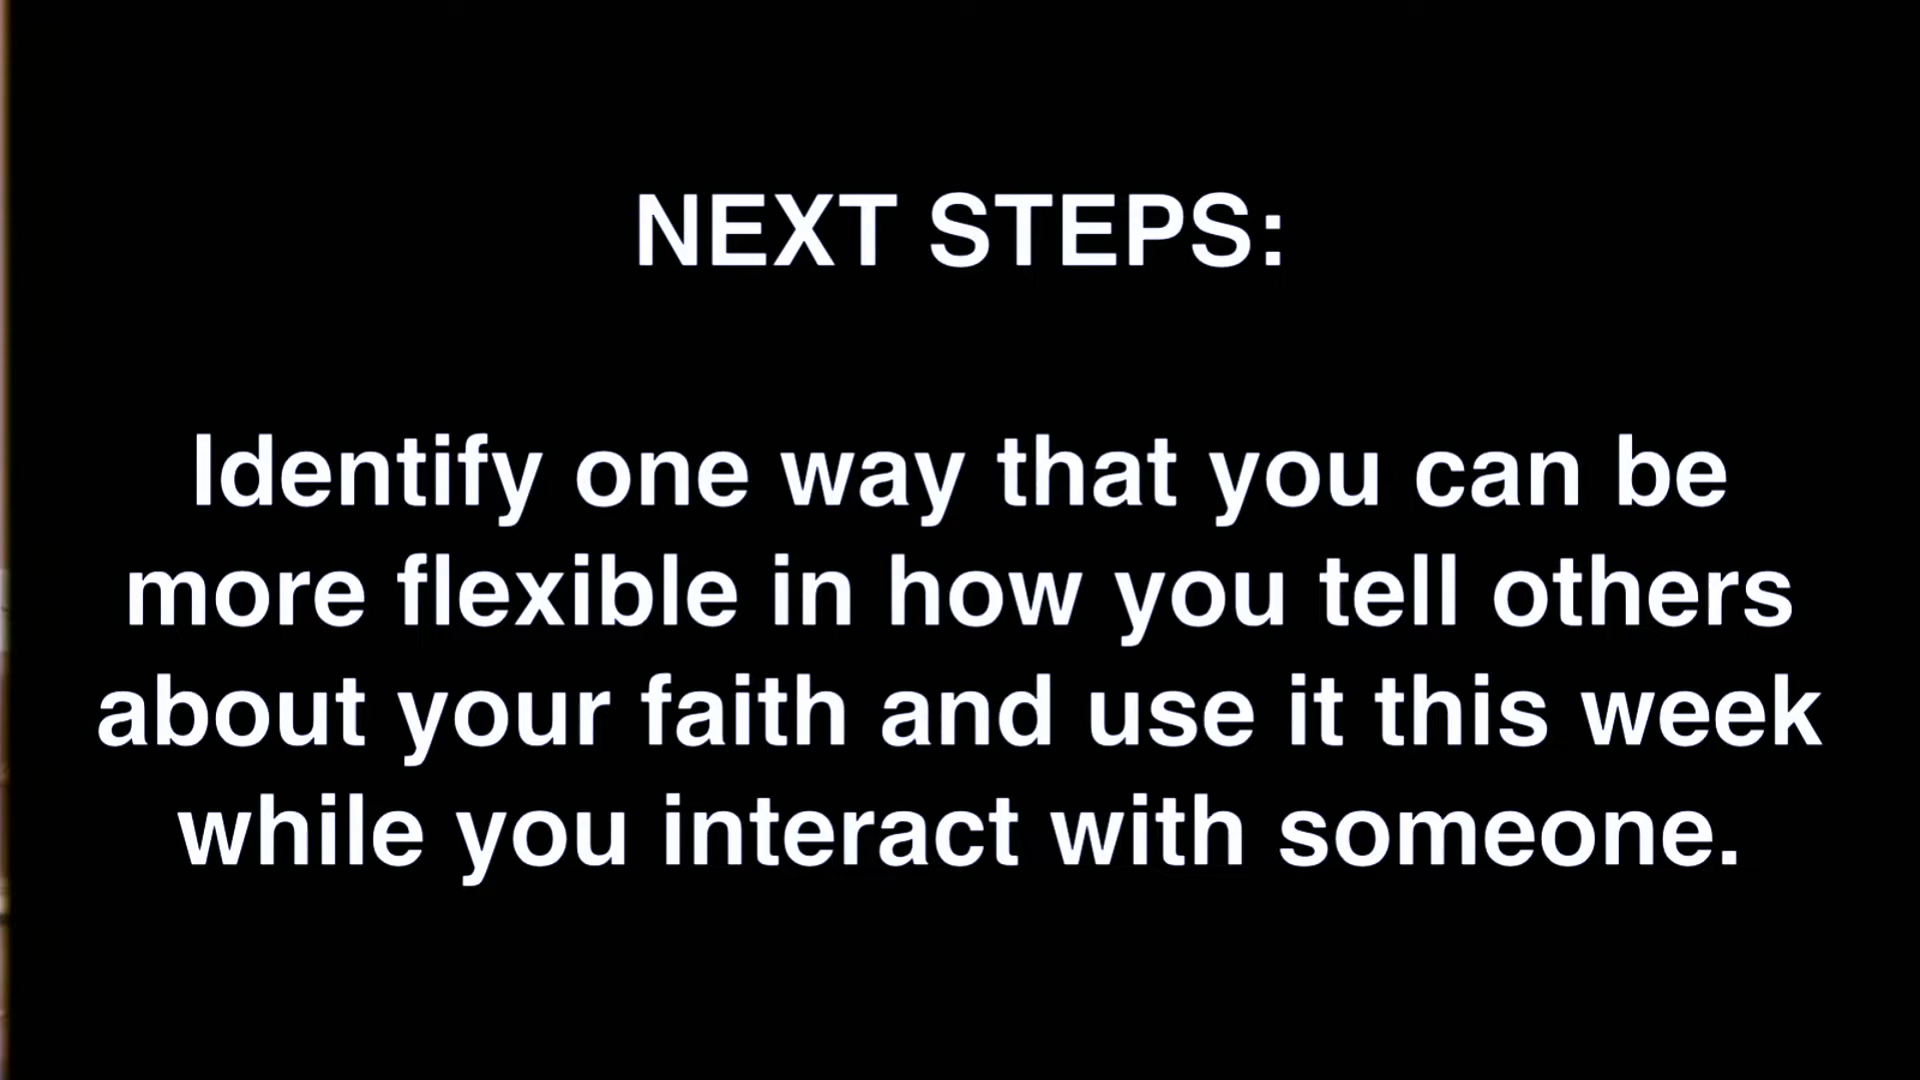 NEXT STEPS:
Identify one way that you can be
more flexible in how you tell others
about your faith and use it this week
while you interact with someone.